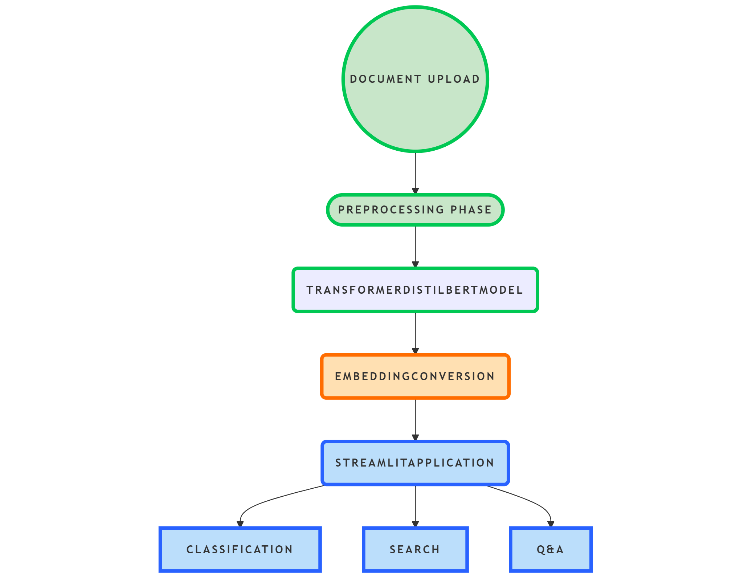 DOCUMENT UPLOAD
PREPROCESSING PHASE
TRANSFORMERDISTILBERTMODEL
EMBEDDINGCONVERSION
STREAMLITAPPLICATION
CLASSIFICATION
SEARCH
Q&A